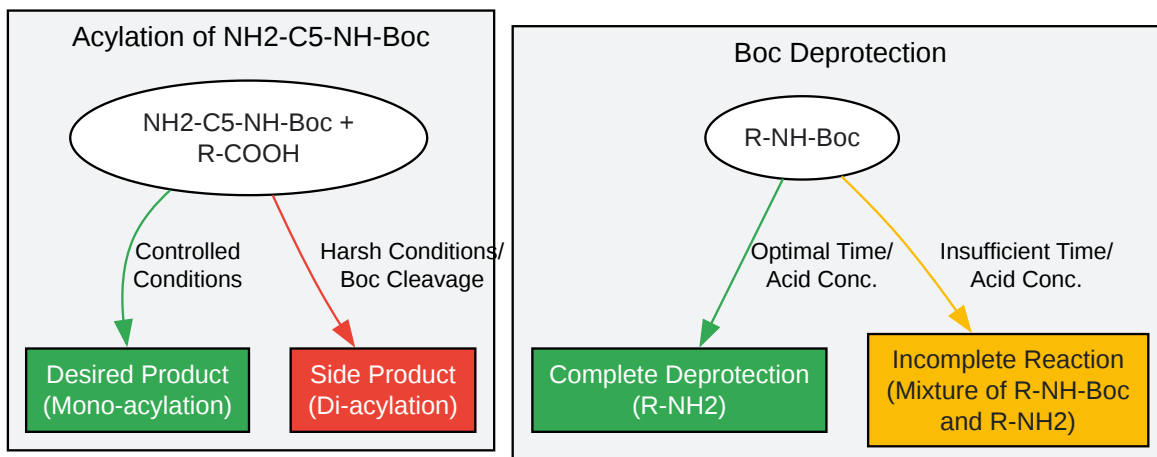 Acylation of NH2-C5-NH-Boc
NH2-C5-NH-Boc +
R-COOH
Controlled
Conditions
Harsh Conditions/
Boc Cleavage
Desired Product
(Mono-acylation)
Side Product
(Di-acylation)
Boc Deprotection
R-NH-Boc
Optimal Time/
Acid Conc.
Insufficient Time/
Acid Conc.
Complete Deprotection
(R-NH2)
Incomplete Reaction
(Mixture of R-NH-Boc
and R-NH2)